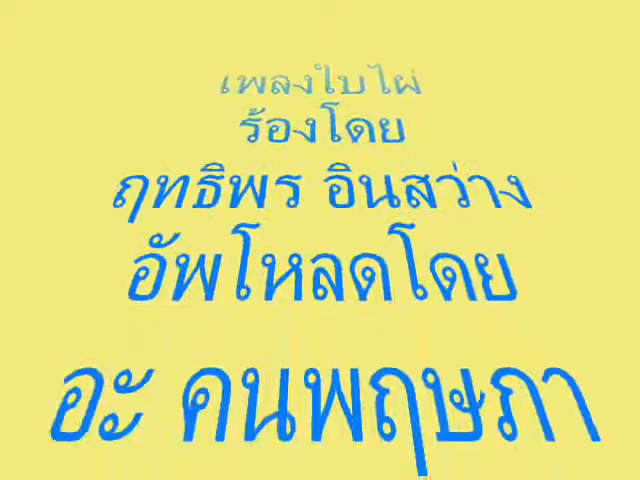 เพลงใบไผ่
ร้องโดย
ฤทธิพร อินสว่าง
อัพโหลดโดย
อะ คนพฤษภา